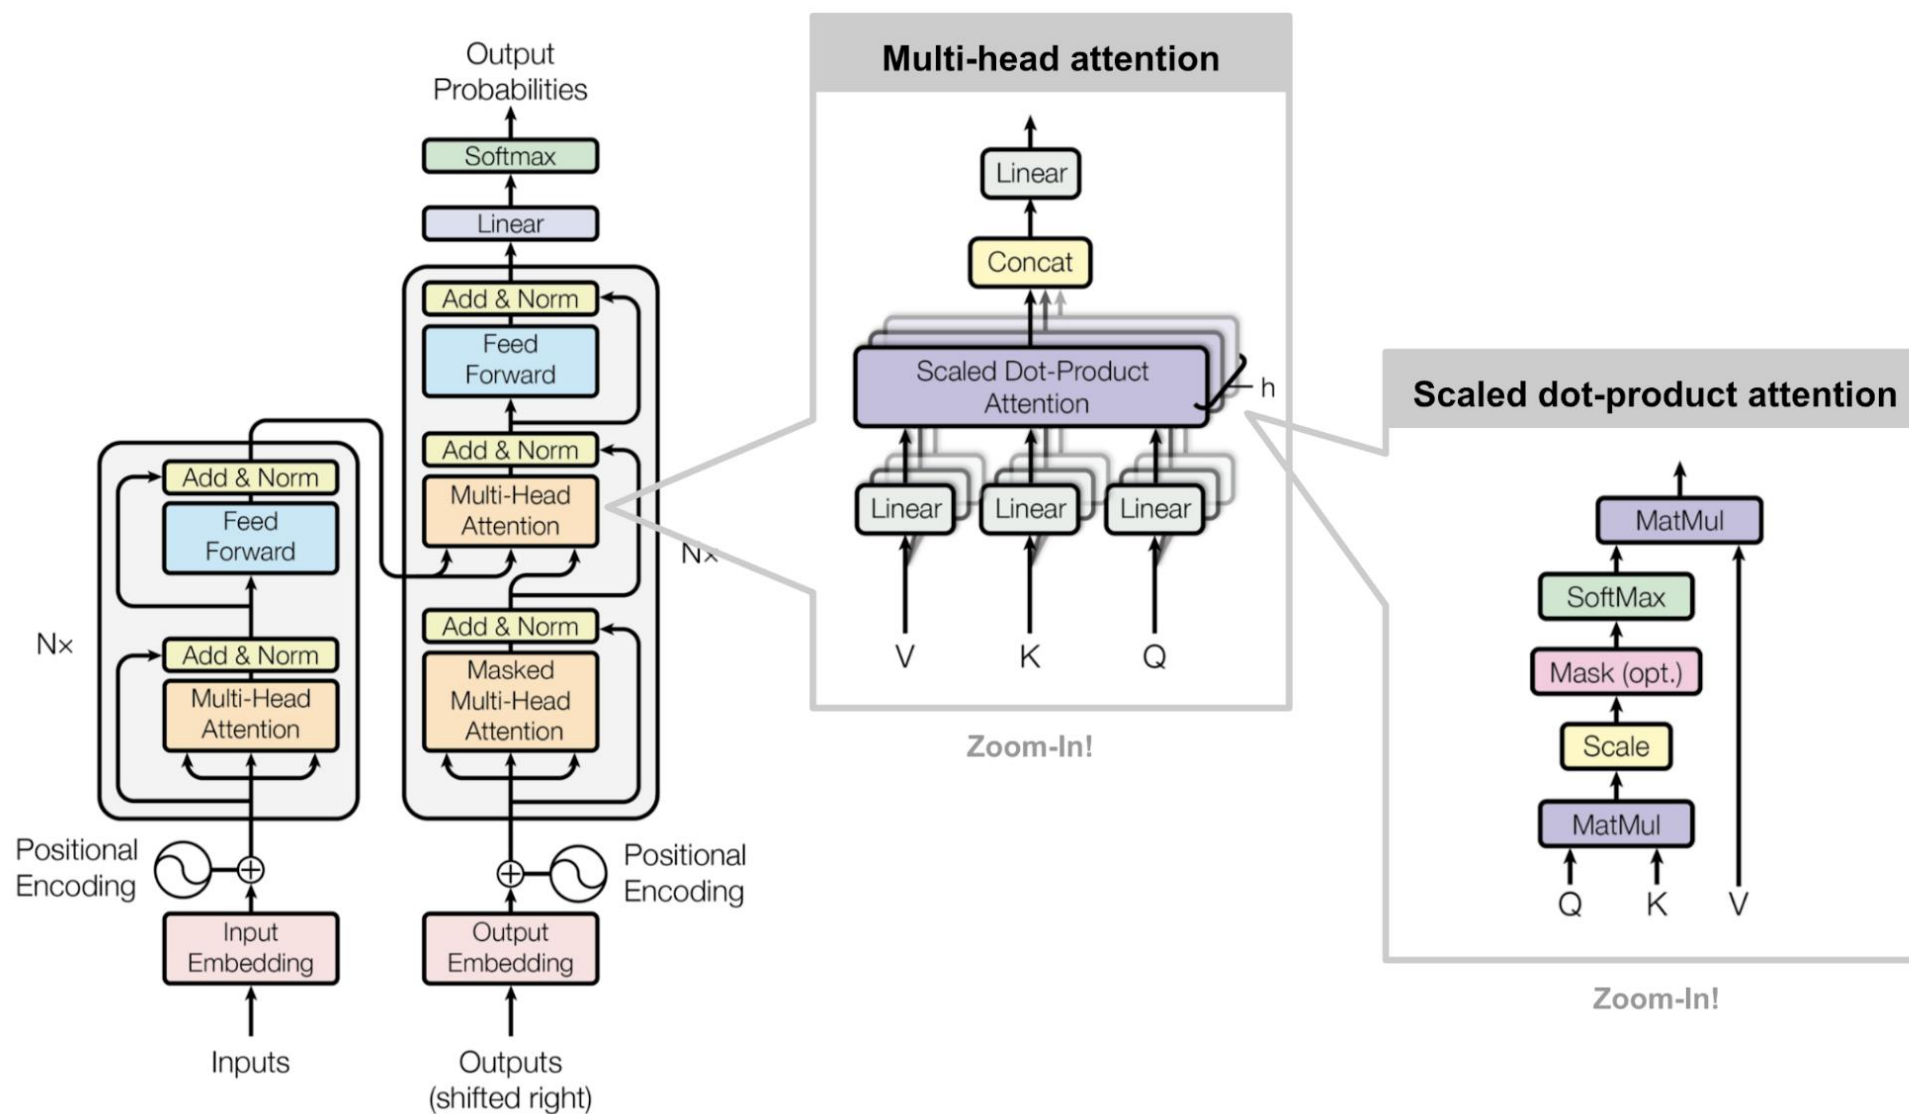 Output
Probabilities
Softmax
Linear
Add & Norm
Feed
Forward
Add & Norm
Multi-Head
Attention
Add & Norm
Masked
Multi-Head
Attention
Nx
Positional
Encoding
Output
Embedding
Outputs
(shifted right)
Add & Norm
Feed
Forward
Add & Norm
Multi-Head
Attention
Nx
Positional
Encoding
Input
Embedding
Inputs
Multi-head attention
Linear
Concat
Scaled Dot-Product
Attention
h
Linear
Linear
Linear
V
K
Q
Zoom-In!
Scaled dot-product attention
MatMul
SoftMax
Mask (opt.)
Scale
MatMul
Q
K
V
Zoom-In!